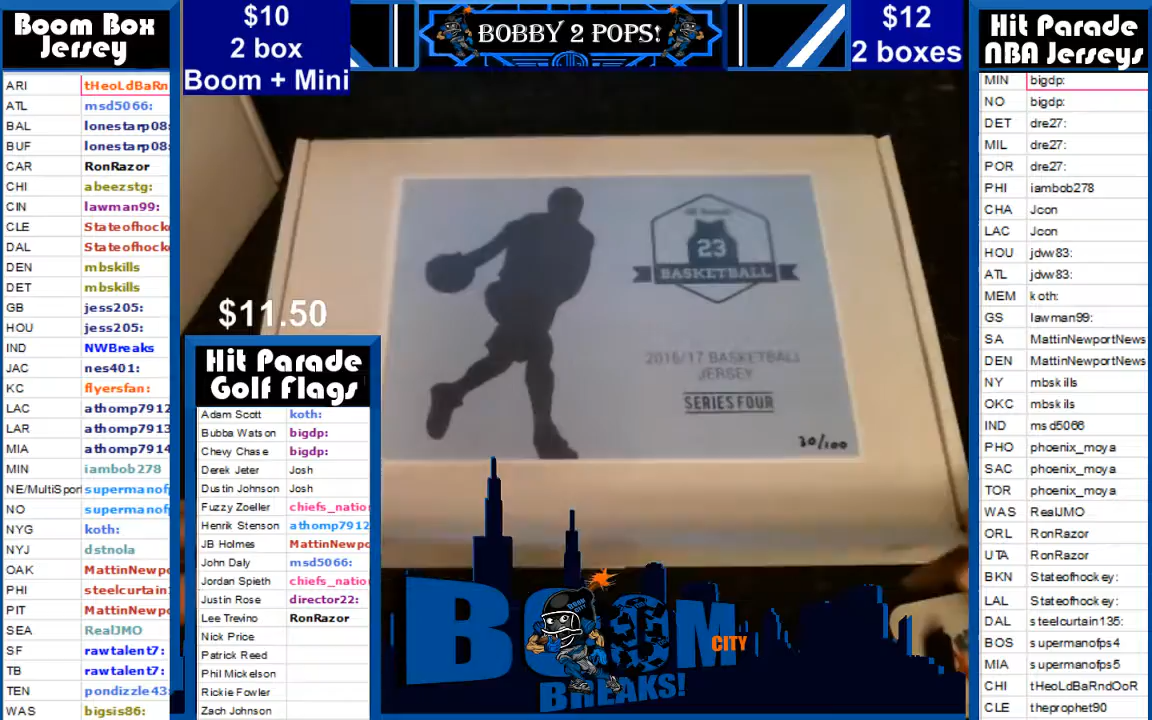 Boom Box
Jersey
ARI tHeoLdBaRn
ATL msd5066:
BAL lonestarp08:
BUF lonestarp08:
CAR RonRazor
CHI abeezstg:
CIN lawman99:
CLE Stateofhock
DAL Stateofhock
DEN mbskills
DET mbskills
GB jess205:
HOU jess205:
IND NWBreaks
JAC nes401:
KC flyersfan:
LAC athomp7912
LAR athomp7913
MIA athomp7914
MIN iambob278
NE/MultiSport supermanofp
NO supermanofp
NYG koth:
NYJ dstnola
OAK MattinNewpo
PHI steelcurtain
PIT MattinNewpo
SEA RealJMO
SF rawtalent7:
TB rawtalent7:
TEN pondizzle43
WAS bigsis86:
$10
2 box
Boom + Mini
BOBBY 2 POPS!
$12
2 boxes
23
BASKETBALL
2016/17 BASKETBALL
JERSEY
SERIES FOUR
30/100
$11.50
Hit Parade
Golf Flags
Adam Scott koth:
Bubba Watson bigdp:
Chevy Chase bigdp:
Derek Jeter Josh
Dustin Johnson Josh
Fuzzy Zoeller chiefs_natio
Henrik Stenson athomp7912
JB Holmes MattinNewpo
John Daly msd5066:
Jordan Spieth chiefs_natio
Justin Rose director22:
Lee Trevino RonRazor
Nick Price
Patrick Reed
Phil Mickelson
Rickie Fowler
Zach Johnson
BOOM
CITY
BREAKS!
Hit Parade
NBA Jerseys
MIN bigdp:
NO bigdp:
DET dre27:
MIL dre27:
POR dre27:
PHI iambob278
CHA Jcon
LAC Jcon
HOU jdww83:
ATL jdww83:
MEM koth:
GS lawman99:
SA MattinNewportNews
DEN MattinNewportNews
NY mbskills
OKC mbskils
IND msd5066
PHO phoenix_moya
SAC phoenix_moya
TOR phoenix_moya
WAS RealJMO
ORL RonRazor
UTA RonRazor
BKN Stateofhockey:
LAL Stateofhockey:
DAL steelcurtain135:
BOS supermanofps4
MIA supermanofps5
CHI tHeoLdBaRndOoR
CLE theprophet90